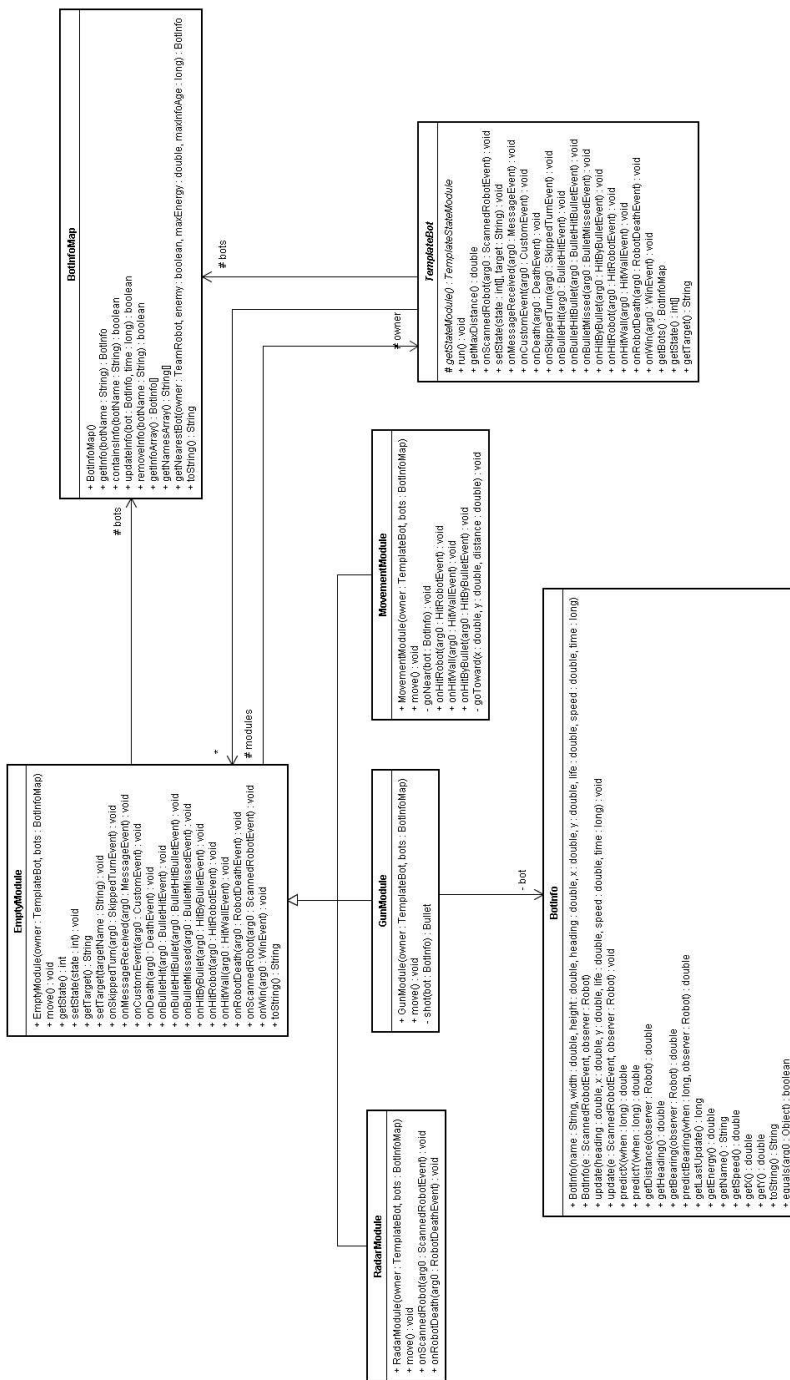 BotInfoMap
+ BotInfoMap()
+ getInfo(botName : String) : BotInfo
+ containsInfo(botName : String) : boolean
+ updateInfo(bot : BotInfo, time : long) : boolean
+ removeInfo(botName : String) : boolean
+ getInfoArray() : BotInfo[]
+ getNamesArray() : String[]
+ getNearestBot(owner : TeamRobot, enemy : boolean, maxEnergy : double, maxInfoAge : long) : BotInfo
+ toString() : String
# bots
# bots
TemplateBot
# getStateModule() : TemplateStateModule
+ run() : void
+ getMaxDistance() : double
+ onScannedRobot(arg0 : ScannedRobotEvent) : void
+ setState(state : int[], target : String) : void
+ onMessageReceived(arg0 : MessageEvent) : void
+ onCustomEvent(arg0 : CustomEvent) : void
+ onDeath(arg0 : DeathEvent) : void
+ onSkippedTurn(arg0 : SkippedTurnEvent) : void
+ onBulletHit(arg0 : BulletHitEvent) : void
+ onBulletHitBullet(arg0 : BulletHitBulletEvent) : void
+ onBulletMissed(arg0 : BulletMissedEvent) : void
+ onHitByBullet(arg0 : HitByBulletEvent) : void
+ onHitRobot(arg0 : HitRobotEvent) : void
+ onHitWall(arg0 : HitWallEvent) : void
+ onRobotDeath(arg0 : RobotDeathEvent) : void
+ onWin(arg0 : WinEvent) : void
+ getBots() : BotInfoMap
+ getState() : int[]
+ getTarget() : String
# owner
*
# modules
EmptyModule
+ EmptyModule(owner : TemplateBot, bots : BotInfoMap)
+ move() : void
+ getState() : int
+ setState(state : int) : void
+ getTarget() : String
+ setTarget(targetName : String) : void
+ onSkippedTurn(arg0 : SkippedTurnEvent) : void
+ onMessageReceived(arg0 : MessageEvent) : void
+ onCustomEvent(arg0 : CustomEvent) : void
+ onDeath(arg0 : DeathEvent) : void
+ onBulletHit(arg0 : BulletHitEvent) : void
+ onBulletHitBullet(arg0 : BulletHitBulletEvent) : void
+ onBulletMissed(arg0 : BulletMissedEvent) : void
+ onHitByBullet(arg0 : HitByBulletEvent) : void
+ onHitRobot(arg0 : HitRobotEvent) : void
+ onHitWall(arg0 : HitWallEvent) : void
+ onRobotDeath(arg0 : RobotDeathEvent) : void
+ onScannedRobot(arg0 : ScannedRobotEvent) : void
+ onWin(arg0 : WinEvent) : void
+ toString() : String
RadarModule
+ RadarModule(owner : TemplateBot, bots : BotInfoMap)
+ move() : void
+ onScannedRobot(arg0 : ScannedRobotEvent) : void
+ onRobotDeath(arg0 : RobotDeathEvent) : void
GunModule
+ GunModule(owner : TemplateBot, bots : BotInfoMap)
+ move() : void
- shot(bot : BotInfo) : Bullet
MovementModule
+ MovementModule(owner : TemplateBot, bots : BotInfoMap)
+ move() : void
- goNear(bot : BotInfo) : void
+ onHitRobot(arg0 : HitRobotEvent) : void
+ onHitWall(arg0 : HitWallEvent) : void
+ onHitByBullet(arg0 : HitByBulletEvent) : void
- goToward(x : double, y : double, distance : double) : void
- bot
BotInfo
+ BotInfo(name : String, width : double, height : double, heading : double, x : double, y : double, life : double, speed : double, time : long)
+ BotInfo(e : ScannedRobotEvent, observer : Robot)
+ update(heading : double, x : double, y : double, life : double, speed : double, time : long) : void
+ update(e : ScannedRobotEvent, observer : Robot) : void
+ predictX(when : long) : double
+ predictY(when : long) : double
+ getDistance(observer : Robot) : double
+ getHeading() : double
+ getBearing(observer : Robot) : double
+ predictBearing(when : long, observer : Robot) : double
+ getLastUpdate() : long
+ getEnergy() : double
+ getName() : String
+ getSpeed() : double
+ getX() : double
+ getY() : double
+ toString() : String
+ equals(arg0 : Object) : boolean